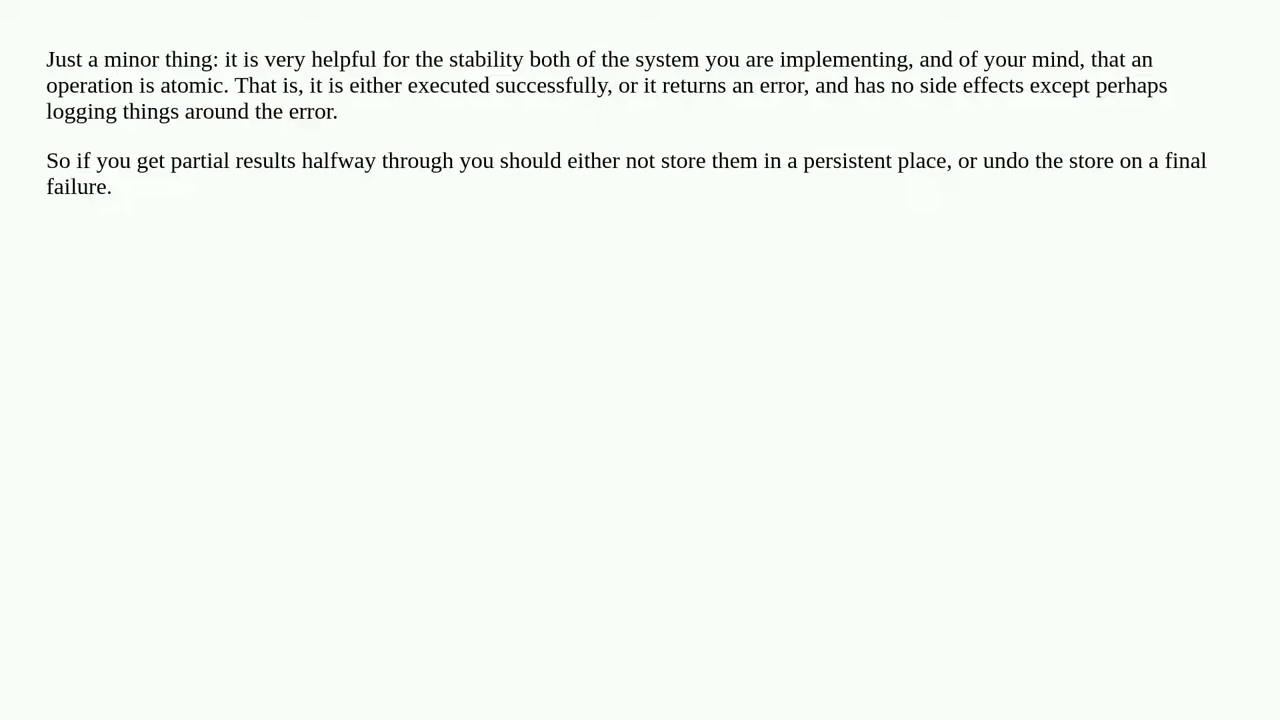 Just a minor thing: it is very helpful for the stability both of the system you are implementing, and of your mind, that an
operation is atomic. That is, it is either executed successfully, or it returns an error, and has no side effects except perhaps
logging things around the error.
So if you get partial results halfway through you should either not store them in a persistent place, or undo the store on a final
failure.